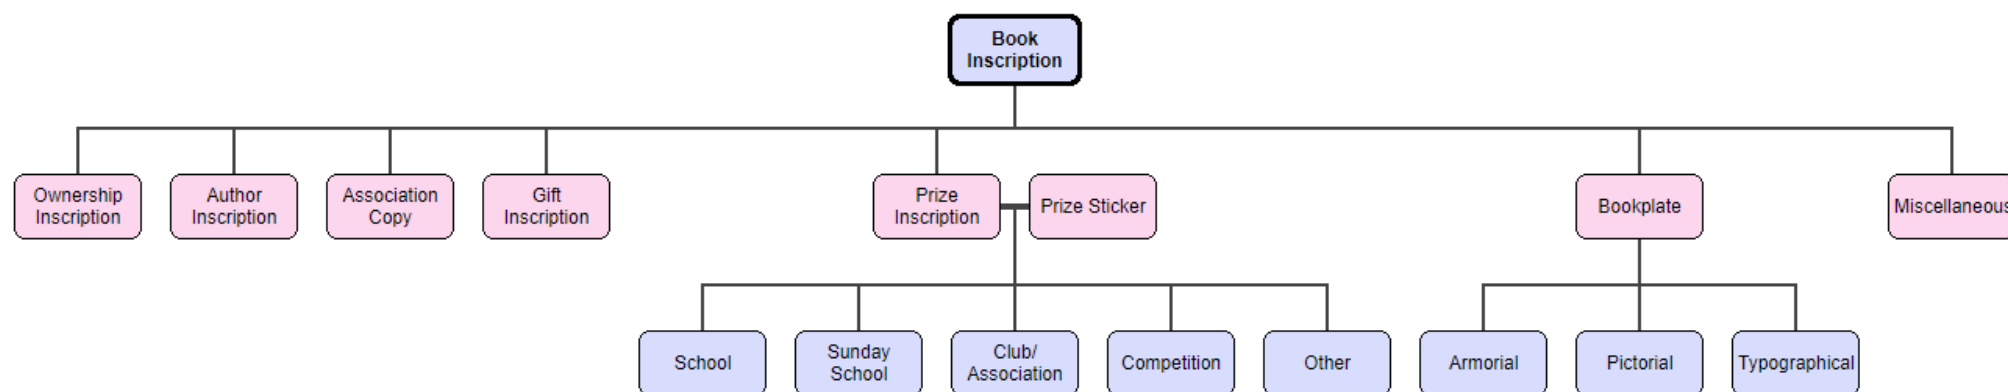 Book
Inscription
Ownership
Inscription
Author
Inscription
Association
Copy
Gift
Inscription
Prize
Inscription
Prize Sticker
Bookplate
Miscellaneous
School
Sunday
School
Club/
Association
Competition
Other
Armorial
Pictorial
Typographical